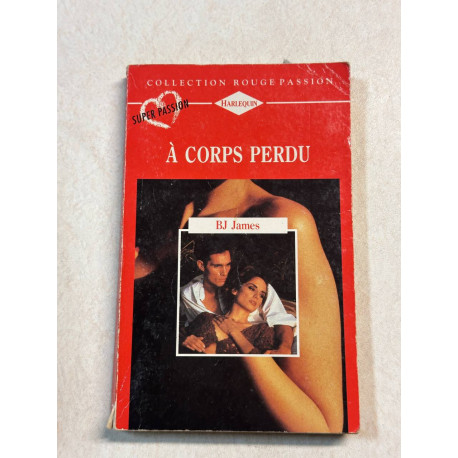 COLLECTION ROUGE PASSION
HARLEQUIN
SUPER PASSION
À CORPS PERDU
BJ James